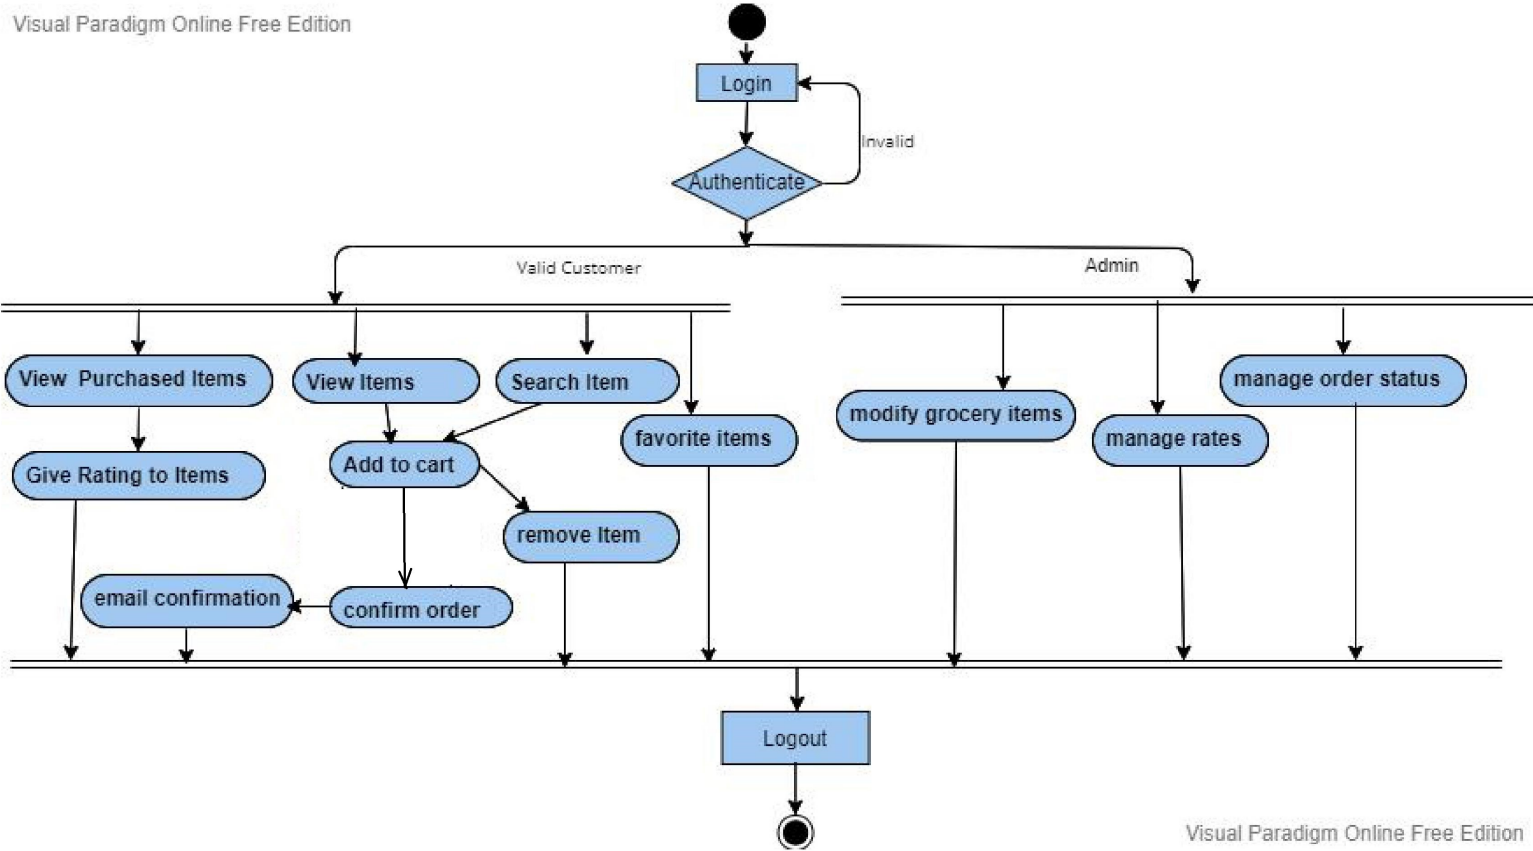 Visual Paradigm Online Free Edition
Login
Invalid
Authenticate
Valid Customer
Admin
View Purchased Items
View Items
Search Item
manage order status
favorite items
modify grocery items
manage rates
Give Rating to Items
Add to cart
remove Item
email confirmation
confirm order
Logout
Visual Paradigm Online Free Edition